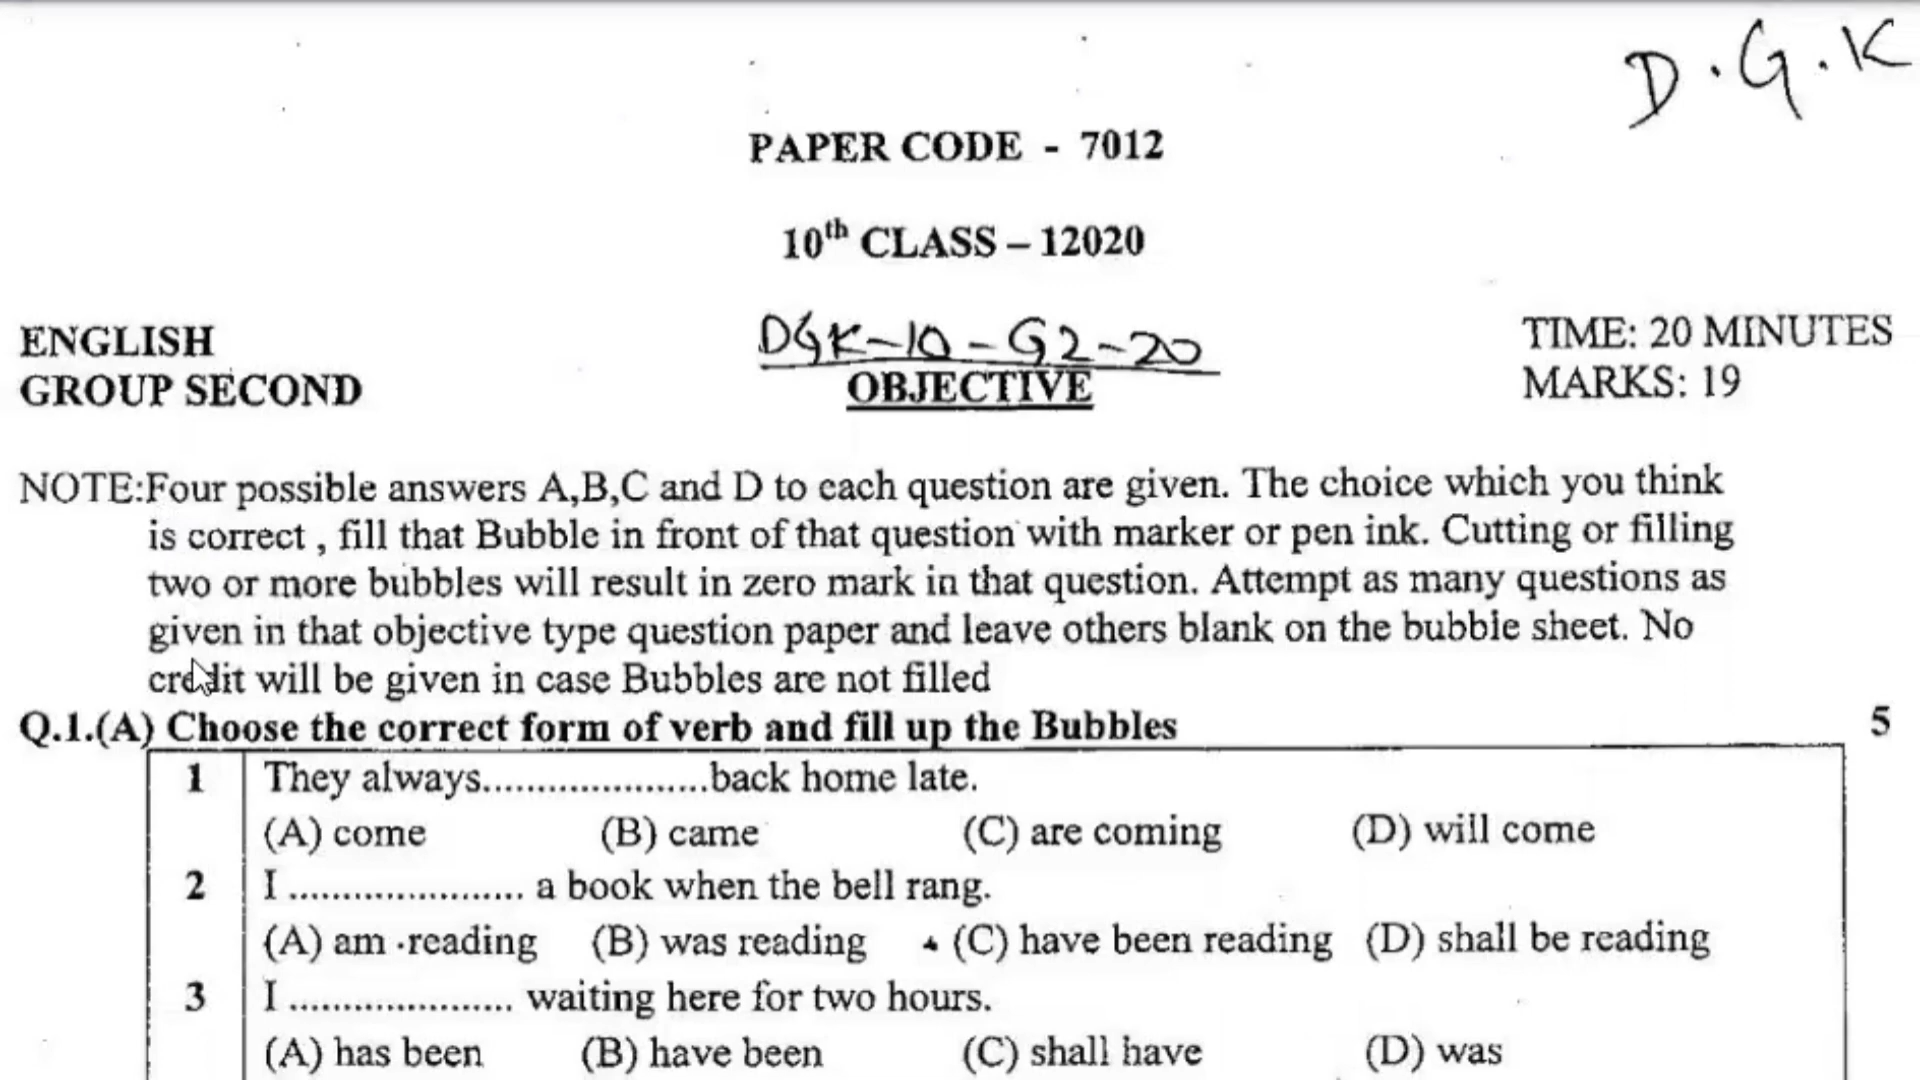 D.G.K
PAPER CODE - 7012
10th CLASS – 12020
ENGLISH
DGK-10-G2-20
TIME: 20 MINUTES
GROUP SECOND
OBJECTIVE
MARKS: 19
NOTE:Four possible answers A,B,C and D to each question are given. The choice which you think
is correct , fill that Bubble in front of that question with marker or pen ink. Cutting or filling
two or more bubbles will result in zero mark in that question. Attempt as many questions as
given in that objective type question paper and leave others blank on the bubble sheet. No
credit will be given in case Bubbles are not filled
Q.1.(A) Choose the correct form of verb and fill up the Bubbles 5
1 They always.....................back home late.
(A) come (B) came (C) are coming (D) will come
2 I ...................... a book when the bell rang.
(A) am reading (B) was reading (C) have been reading (D) shall be reading
3 I ..................... waiting here for two hours.
(A) has been (B) have been (C) shall have (D) was